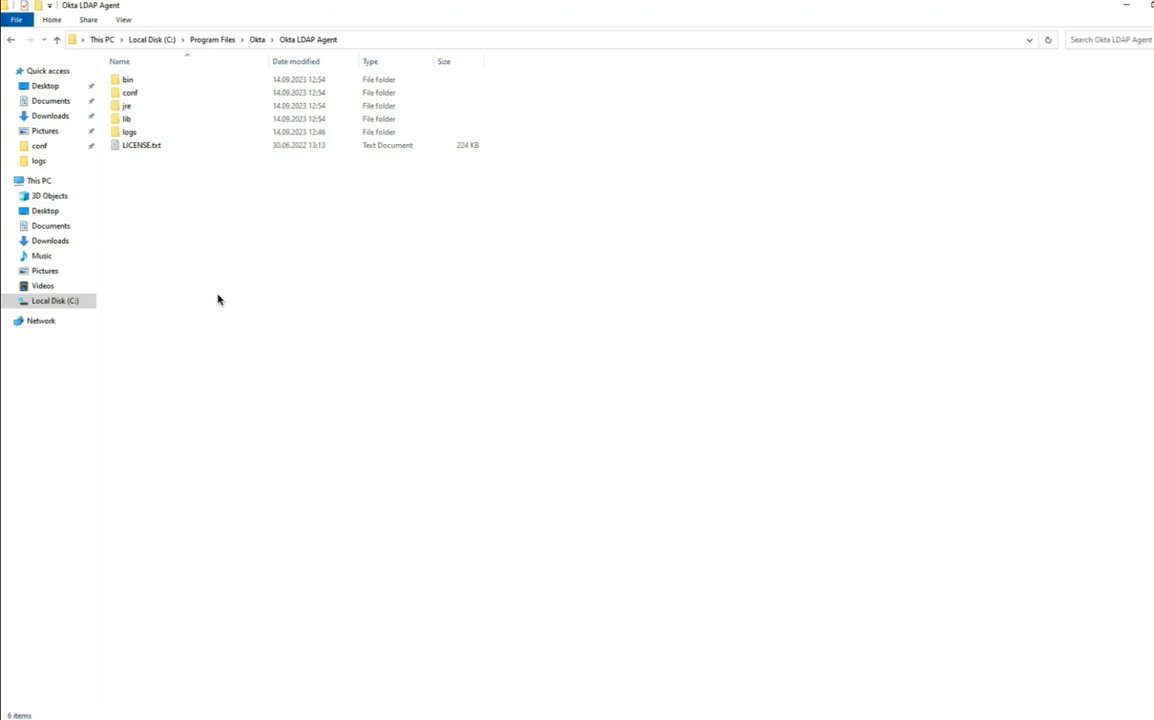 Okta LDAP Agent
File Home Share View
This PC Local Disk (C:) Program Files Okta Okta LDAP Agent
Search Okta LDAP Agent
Name Date modified Type Size
Quick access
Desktop
Documents
Downloads
Pictures
conf
logs
This PC
3D Objects
Desktop
Documents
Downloads
Music
Pictures
Videos
Local Disk (C:)
Network
bin 14.09.2023 12:54 File folder
conf 14.09.2023 12:54 File folder
jre 14.09.2023 12:54 File folder
lib 14.09.2023 12:54 File folder
logs 14.09.2023 12:46 File folder
LICENSE.txt 30.06.2022 13:13 Text Document 224 KB
6 items